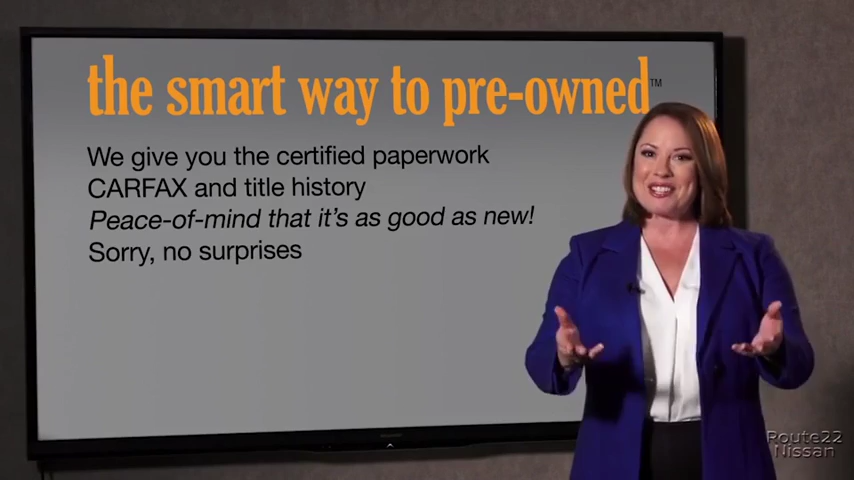 the smart way to pre-owned™
We give you the certified paperwork
CARFAX and title history
Peace-of-mind that it's as good as new!
Sorry, no surprises
Route22
Nissan